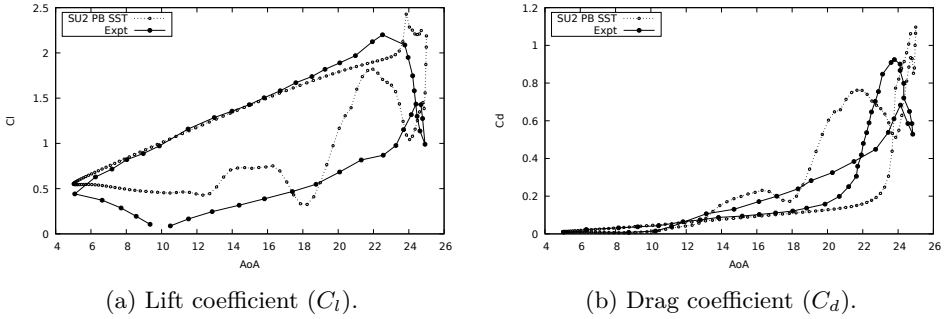 SU2 PB SST
Expt
Cl
0
0.5
1
1.5
2
2.5
4 6 8 10 12 14 16 18 20 22 24 26
AoA
(a) Lift coefficient (C_l).
SU2 PB SST
Expt
Cd
0
0.2
0.4
0.6
0.8
1
1.2
4 6 8 10 12 14 16 18 20 22 24 26
AoA
(b) Drag coefficient (C_d).